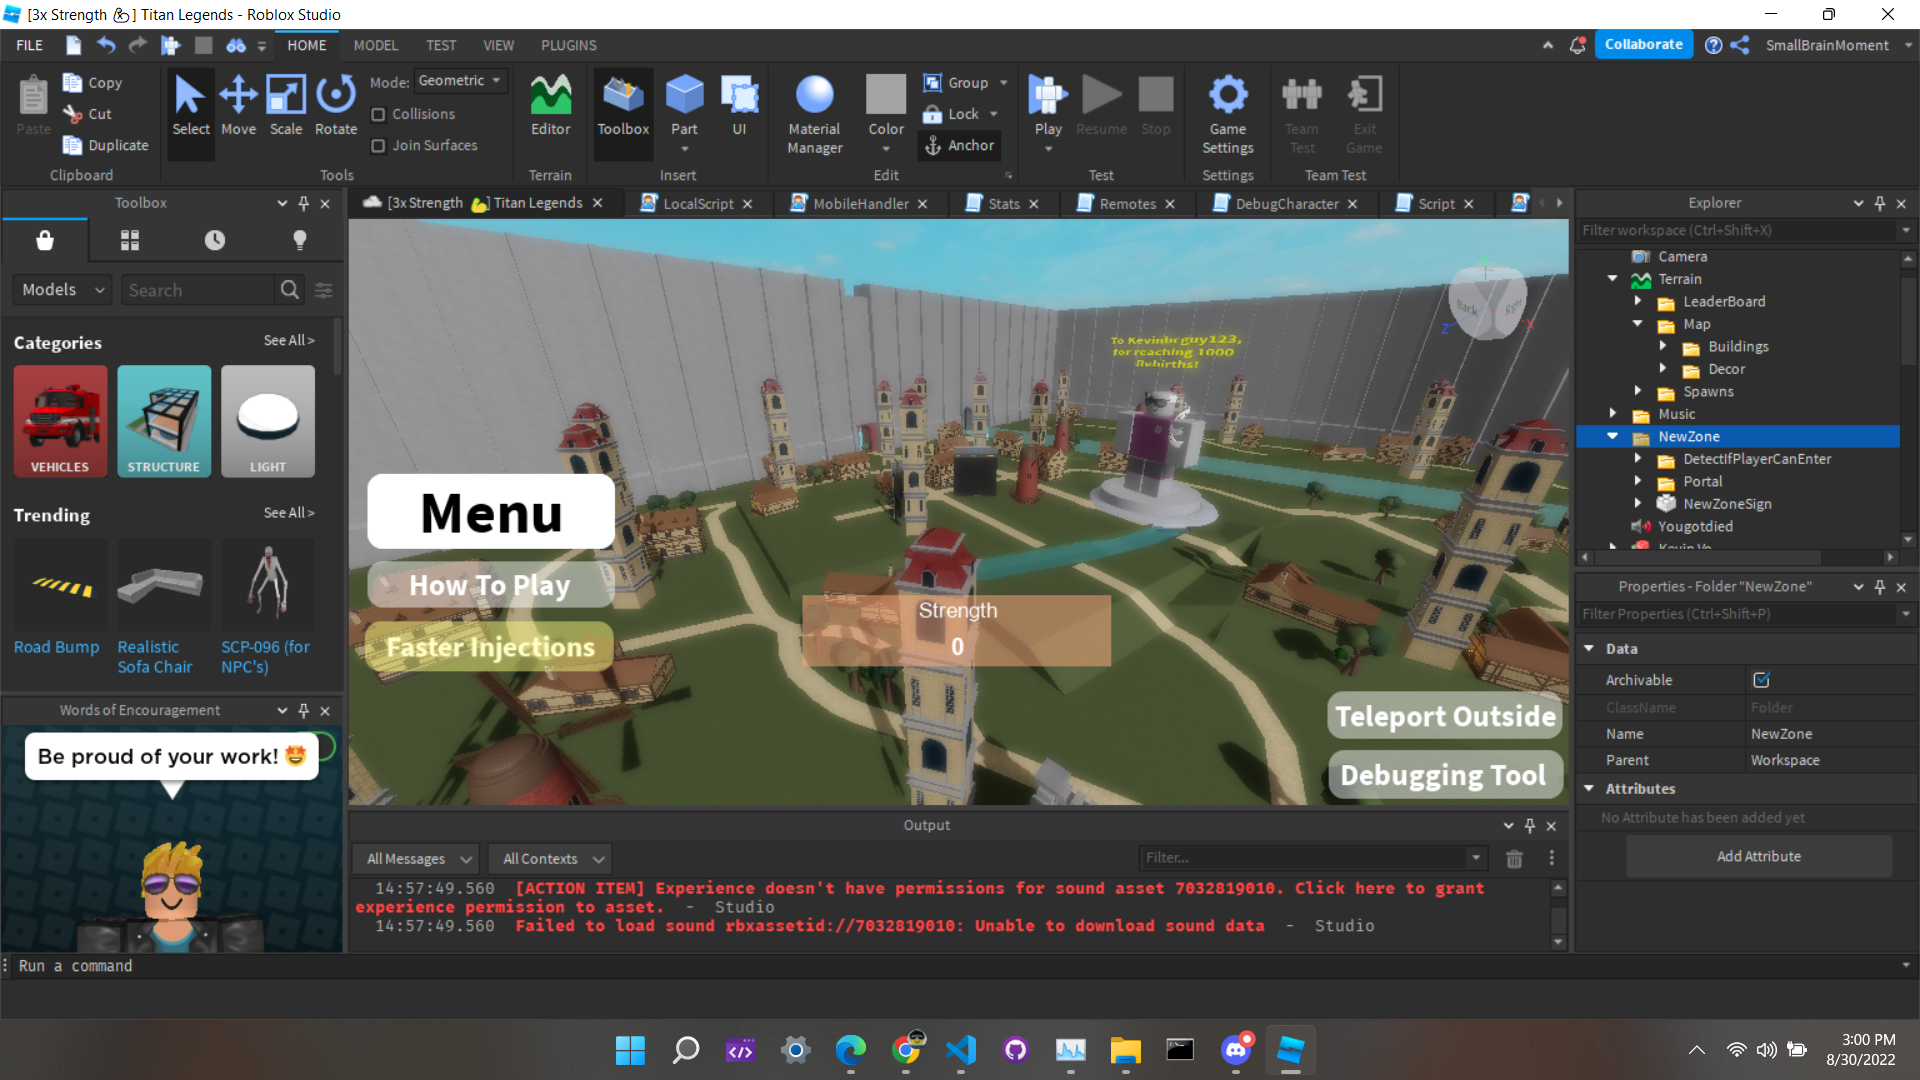 [3x Strength 💪] Titan Legends - Roblox Studio
FILE HOME MODEL TEST VIEW PLUGINS
Collaborate SmallBrainMoment
Paste
Copy
Cut
Duplicate
Clipboard
Select Move Scale Rotate
Mode: Geometric
Collisions
Join Surfaces
Tools
Editor
Terrain
Toolbox Part UI
Insert
Material
Manager
Color
Group
Lock
Anchor
Edit
Play Resume Stop
Test
Game
Settings
Settings
Team
Test
Exit
Game
Team Test
Toolbox
Models Search
Categories See All >
VEHICLES STRUCTURE LIGHT
Trending See All >
Road Bump
Realistic
Sofa Chair
SCP-096 (for
NPC's)
Words of Encouragement
Be proud of your work! 🤩
[3x Strength 💪] Titan Legends LocalScript MobileHandler Stats Remotes DebugCharacter Script
To Kevinbrguy123,
for reaching 1000
Rebirths!
Back Right
Y
Z X
Menu
How To Play
Faster Injections
Strength
0
Teleport Outside
Debugging Tool
Output
All Messages All Contexts Filter...
14:57:49.560 [ACTION ITEM] Experience doesn't have permissions for sound asset 7032819010. Click here to grant
experience permission to asset. - Studio
14:57:49.560 Failed to load sound rbxassetid://7032819010: Unable to download sound data - Studio
Explorer
Filter workspace (Ctrl+Shift+X)
Camera
Terrain
LeaderBoard
Map
Buildings
Decor
Spawns
Music
NewZone
DetectIfPlayerCanEnter
Portal
NewZoneSign
Yougotdied
Kevin Vo
Properties - Folder "NewZone"
Filter Properties (Ctrl+Shift+P)
Data
Archivable
ClassName Folder
Name NewZone
Parent Workspace
Attributes
No Attribute has been added yet
Add Attribute
Run a command
3:00 PM
8/30/2022